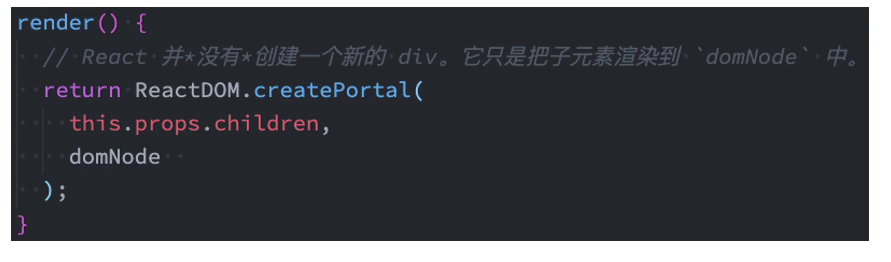 render() {
  // React 并*没有*创建一个新的 div。它只是把子元素渲染到 `domNode` 中。
  return ReactDOM.createPortal(
    this.props.children,
    domNode
  );
}